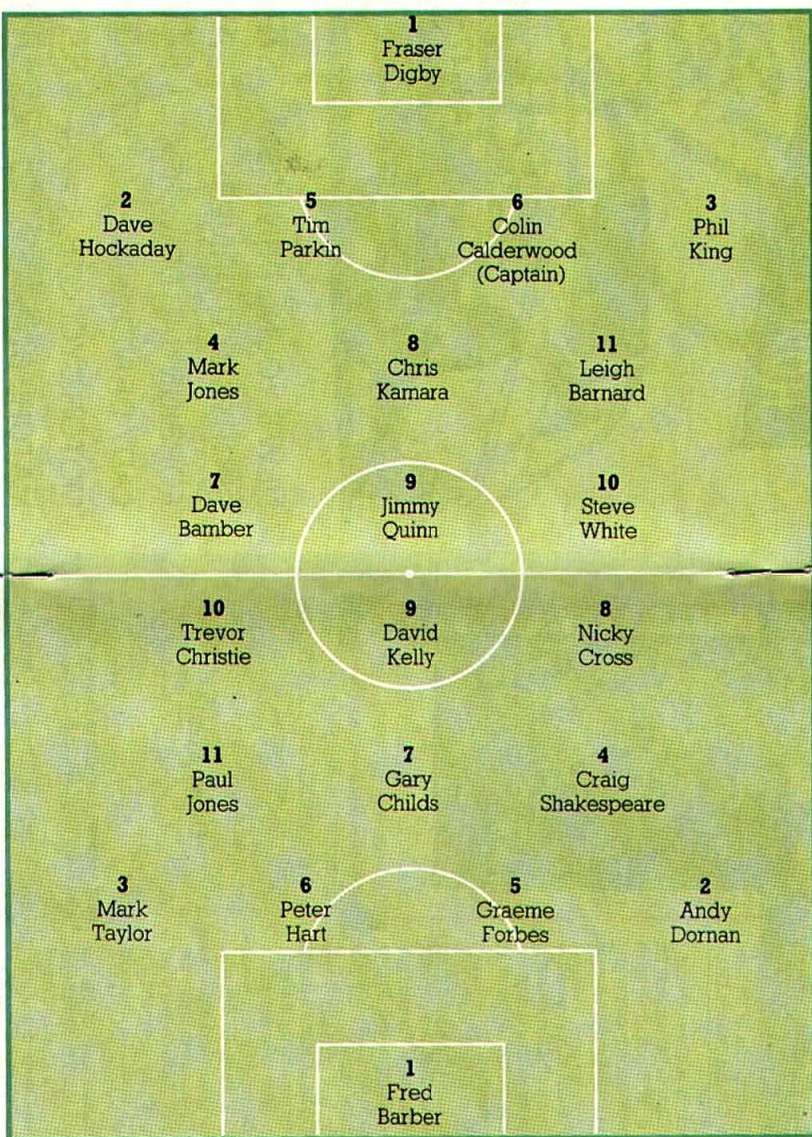 1
Fraser
Digby
2
Dave
Hockaday
5
Tim
Parkin
6
Colin
Calderwood
(Captain)
3
Phil
King
4
Mark
Jones
8
Chris
Kamara
11
Leigh
Barnard
7
Dave
Bamber
9
Jimmy
Quinn
10
Steve
White
10
Trevor
Christie
9
David
Kelly
8
Nicky
Cross
11
Paul
Jones
7
Gary
Childs
4
Craig
Shakespeare
3
Mark
Taylor
6
Peter
Hart
5
Graeme
Forbes
2
Andy
Dornan
1
Fred
Barber